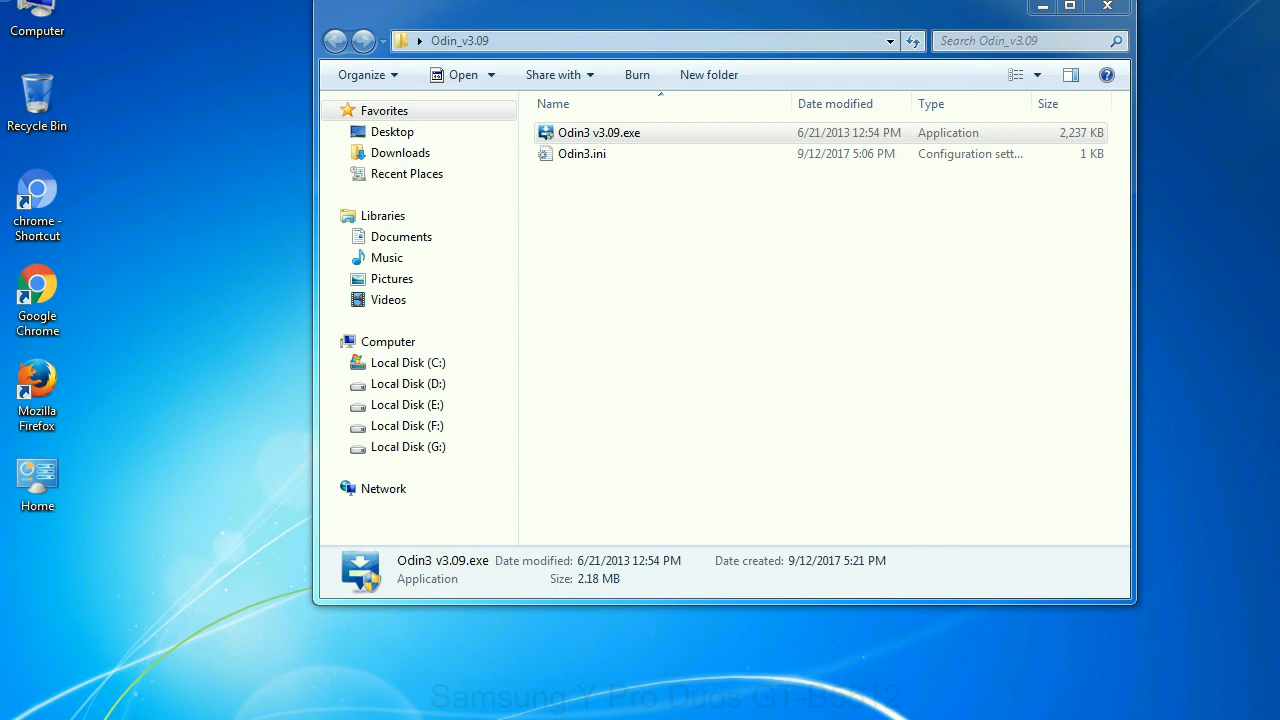 Computer
Recycle Bin
chrome -
Shortcut
Google
Chrome
Mozilla
Firefox
Home
Odin_v3.09
Search Odin_v3.09
Organize
Open
Share with
Burn
New folder
Name
Date modified
Type
Size
Odin3 v3.09.exe
6/21/2013 12:54 PM
Application
2,237 KB
Odin3.ini
9/12/2017 5:06 PM
Configuration sett...
1 KB
Favorites
Desktop
Downloads
Recent Places
Libraries
Documents
Music
Pictures
Videos
Computer
Local Disk (C:)
Local Disk (D:)
Local Disk (E:)
Local Disk (F:)
Local Disk (G:)
Network
Odin3 v3.09.exe Date modified: 6/21/2013 12:54 PM Date created: 9/12/2017 5:21 PM
Application Size: 2.18 MB
Samsung Y Pro Duos GT-B5512